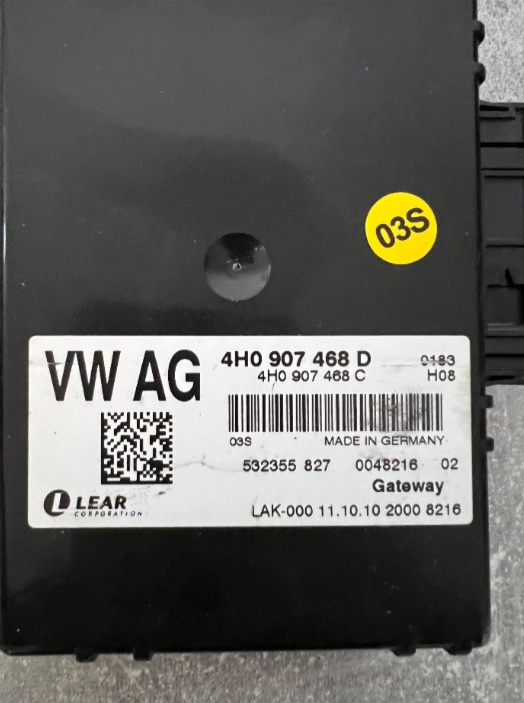 03S
VW AG
4H0 907 468 D 0183
4H0 907 468 C H08
03S MADE IN GERMANY
532355 827 0048216 02
Gateway
LEAR
CORPORATION
LAK-000 11.10.10 2000 8216